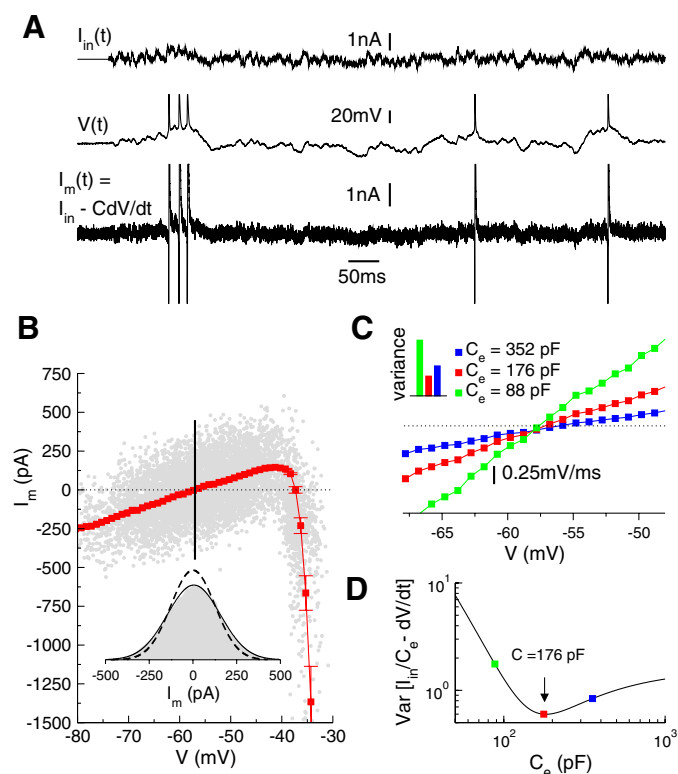 A
I_in(t)
1nA
V(t)
20mV
I_m(t) =
I_in - CdV/dt
1nA
50ms
B
750
500
250
0
-250
-500
-750
-1000
-1250
-1500
I_m (pA)
-500 -250 0 250 500
I_m (pA)
-80 -70 -60 -50 -40 -30
V (mV)
C
variance
C_e = 352 pF
C_e = 176 pF
C_e = 88 pF
0.25mV/ms
-65 -60 -55 -50
V (mV)
D
Var [I_in/C_e - dV/dt]
10^1
10^0
C =176 pF
10^2 10^3
C_e (pF)